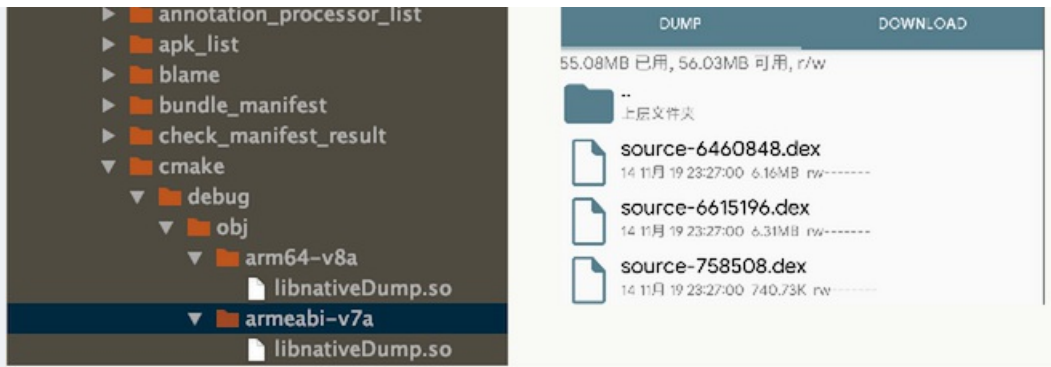 annotation_processor_list
apk_list
blame
bundle_manifest
check_manifest_result
cmake
debug
obj
arm64-v8a
libnativeDump.so
armeabi-v7a
libnativeDump.so
DUMP
DOWNLOAD
55.08MB 已用, 56.03MB 可用, r/w
..
上层文件夹
source-6460848.dex
14 11月 19 23:27:00 6.16MB rw-------
source-6615196.dex
14 11月 19 23:27:00 6.31MB rw-------
source-758508.dex
14 11月 19 23:27:00 740.73K rw-------